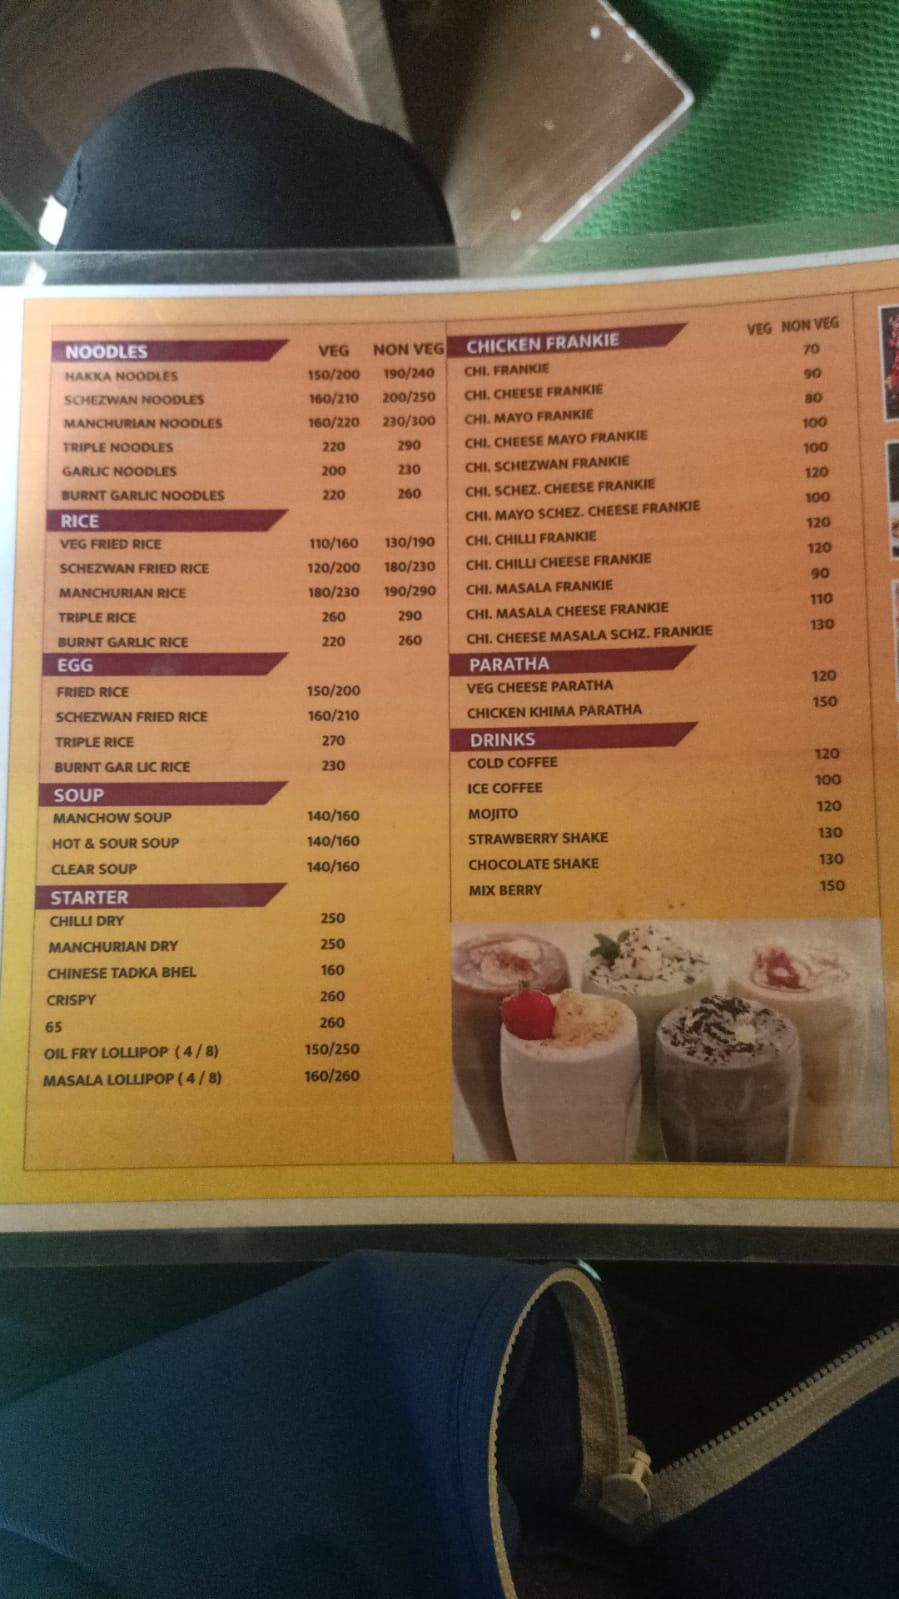 NOODLES VEG NON VEG
HAKKA NOODLES 150/200 190/240
SCHEZWAN NOODLES 160/210 200/250
MANCHURIAN NOODLES 160/220 230/300
TRIPLE NOODLES 220 290
GARLIC NOODLES 200 230
BURNT GARLIC NOODLES 220 260
RICE
VEG FRIED RICE 110/160 130/190
SCHEZWAN FRIED RICE 120/200 180/230
MANCHURIAN RICE 180/230 190/290
TRIPLE RICE 260 290
BURNT GARLIC RICE 220 260
EGG
FRIED RICE 150/200
SCHEZWAN FRIED RICE 160/210
TRIPLE RICE 270
BURNT GAR LIC RICE 230
SOUP
MANCHOW SOUP 140/160
HOT & SOUR SOUP 140/160
CLEAR SOUP 140/160
STARTER
CHILLI DRY 250
MANCHURIAN DRY 250
CHINESE TADKA BHEL 160
CRISPY 260
65 260
OIL FRY LOLLIPOP ( 4 / 8) 150/250
MASALA LOLLIPOP ( 4 / 8) 160/260
CHICKEN FRANKIE VEG NON VEG
CHI. FRANKIE 70
CHI. CHEESE FRANKIE 90
CHI. MAYO FRANKIE 80
CHI. CHEESE MAYO FRANKIE 100
CHI. SCHEZWAN FRANKIE 100
CHI. SCHEZ. CHEESE FRANKIE 120
CHI. MAYO SCHEZ. CHEESE FRANKIE 100
CHI. CHILLI FRANKIE 120
CHI. CHILLI CHEESE FRANKIE 120
CHI. MASALA FRANKIE 90
CHI. MASALA CHEESE FRANKIE 110
CHI. CHEESE MASALA SCHZ. FRANKIE 130
PARATHA
VEG CHEESE PARATHA 120
CHICKEN KHIMA PARATHA 150
DRINKS
COLD COFFEE 120
ICE COFFEE 100
MOJITO 120
STRAWBERRY SHAKE 130
CHOCOLATE SHAKE 130
MIX BERRY 150